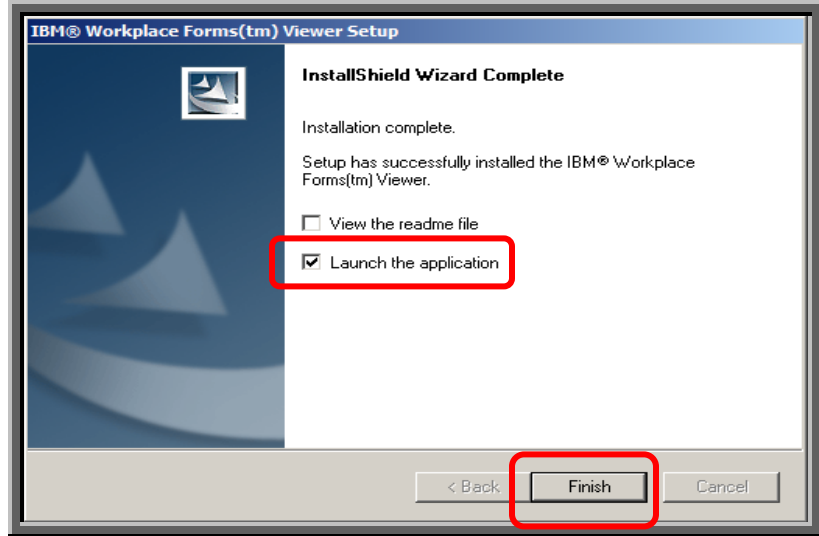 IBM® Workplace Forms(tm) Viewer Setup
InstallShield Wizard Complete
Installation complete.
Setup has successfully installed the IBM® Workplace
Forms(tm) Viewer.
View the readme file
Launch the application
< Back
Finish
Cancel